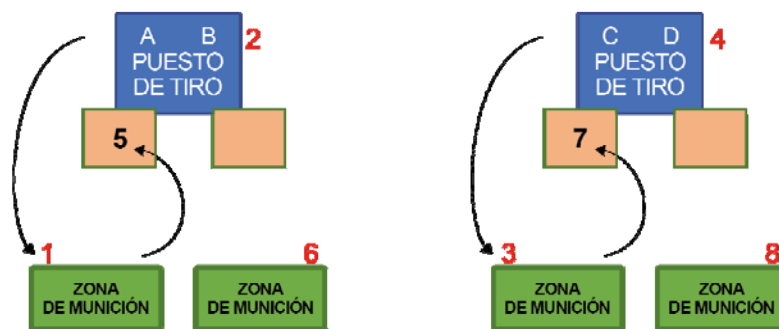 A B 2
PUESTO
DE TIRO
5
1
ZONA
DE MUNICIÓN
6
ZONA
DE MUNICIÓN
C D 4
PUESTO
DE TIRO
7
3
ZONA
DE MUNICIÓN
8
ZONA
DE MUNICIÓN